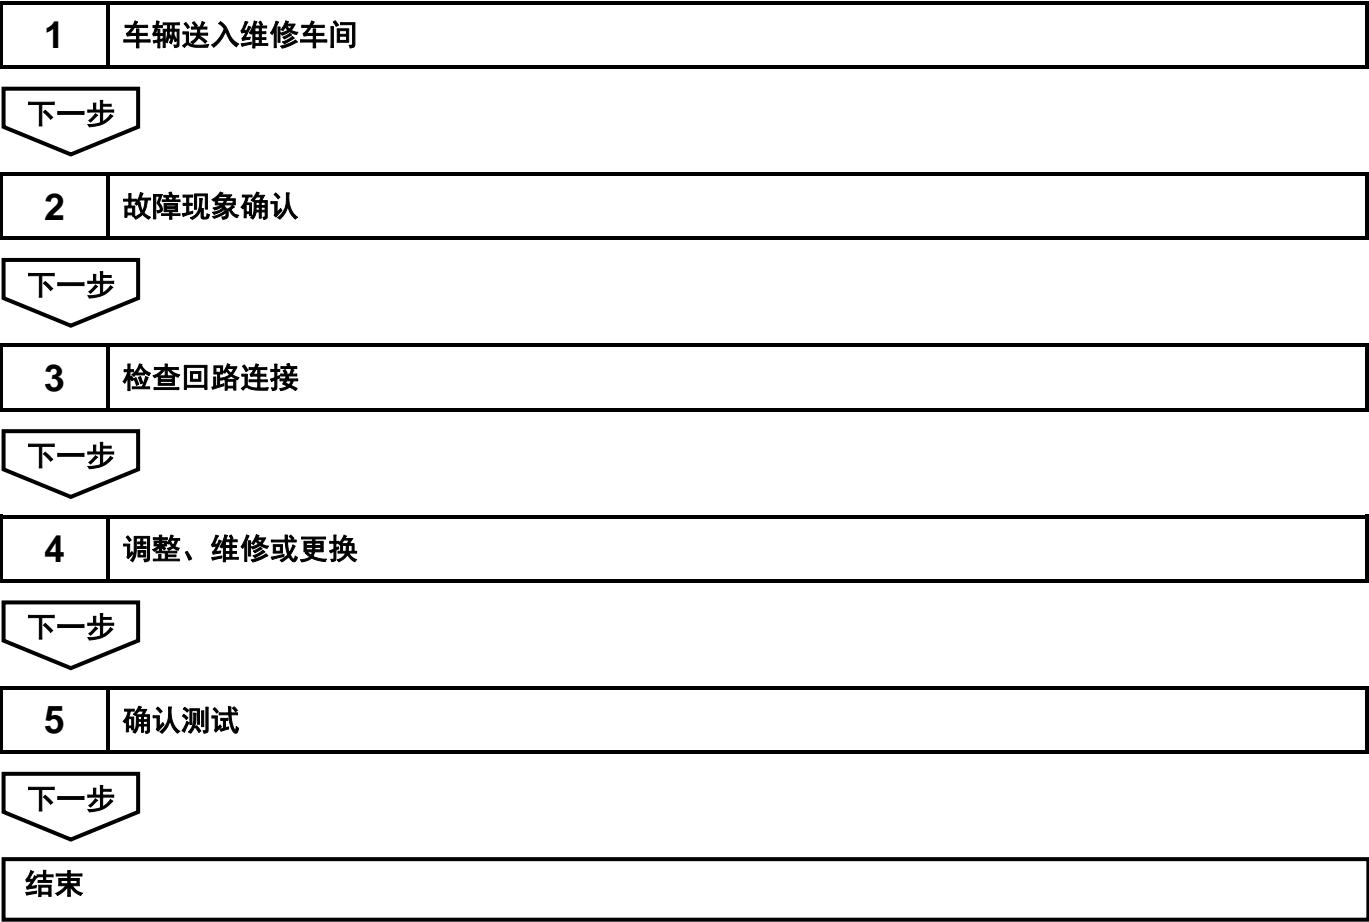 1 车辆送入维修车间
下一步
2 故障现象确认
下一步
3 检查回路连接
下一步
4 调整、维修或更换
下一步
5 确认测试
下一步
结束